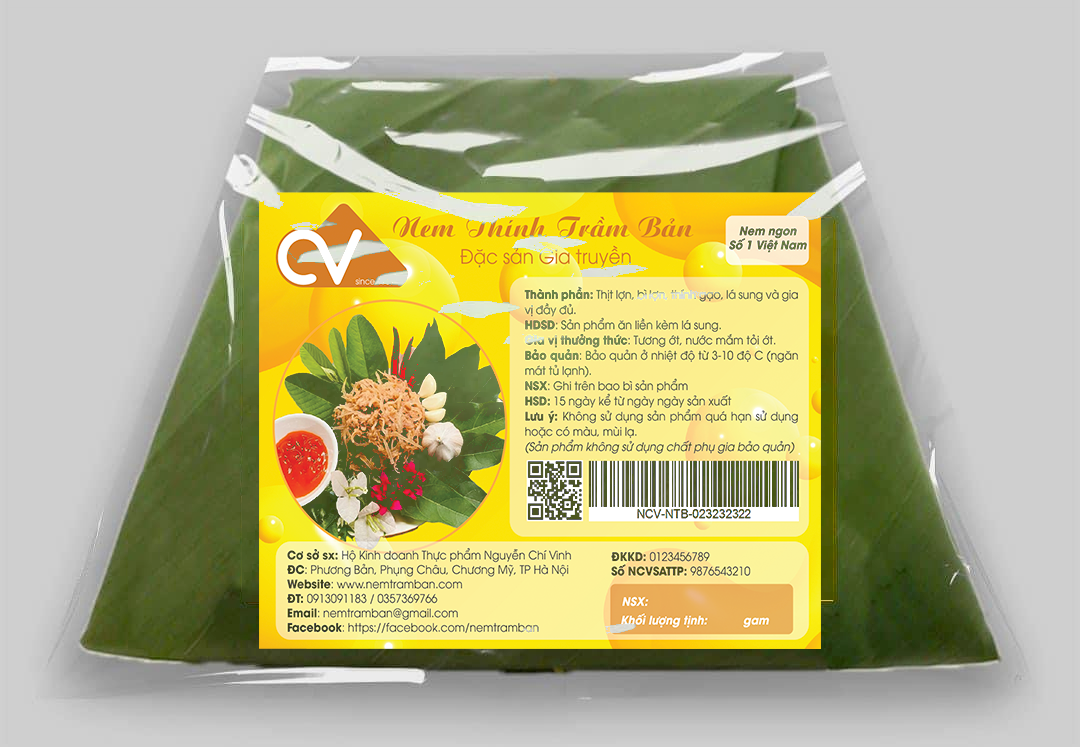 CV
since
Nem Thính Trầm Bản
Đặc sản Gia truyền
Nem ngon
Số 1 Việt Nam
Thành phần: Thịt lợn, bì lợn, thính gạo, lá sung và gia
vị đầy đủ.
HDSD: Sản phẩm ăn liền kèm lá sung.
Gia vị thưởng thức: Tương ớt, nước mắm tỏi ớt.
Bảo quản: Bảo quản ở nhiệt độ từ 3-10 độ C (ngăn
mát tủ lạnh).
NSX: Ghi trên bao bì sản phẩm
HSD: 15 ngày kể từ ngày ngày sản xuất
Lưu ý: Không sử dụng sản phẩm quá hạn sử dụng
hoặc có màu, mùi lạ.
(Sản phẩm không sử dụng chất phụ gia bảo quản)
NCV-NTB-023232322
Cơ sở sx: Hộ Kinh doanh Thực phẩm Nguyễn Chí Vinh
ĐC: Phương Bản, Phụng Châu, Chương Mỹ, TP Hà Nội
Website: www.nemtramban.com
ĐT: 0913091183 / 0357369766
Email: nemtramban@gmail.com
Facebook: https://facebook.com/nemtramban
ĐKKD: 0123456789
Số NCVSATTP: 9876543210
NSX:
Khối lượng tịnh: gam